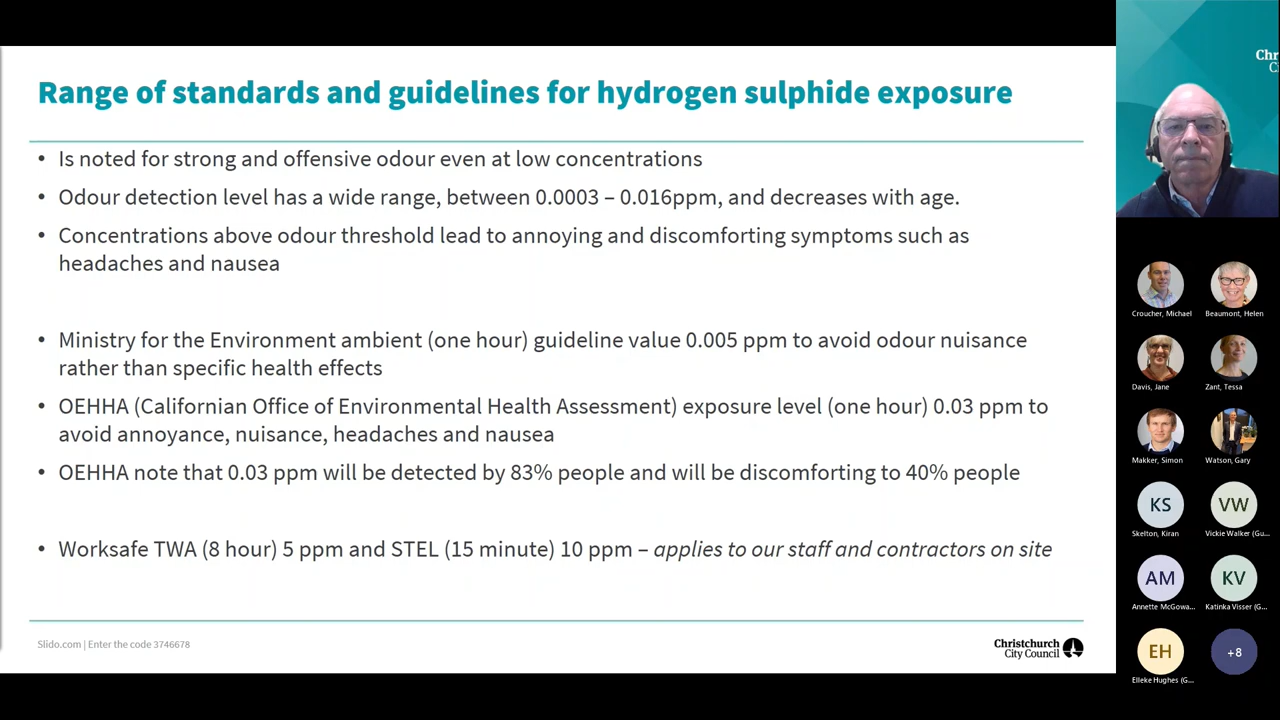 Range of standards and guidelines for hydrogen sulphide exposure
• Is noted for strong and offensive odour even at low concentrations
• Odour detection level has a wide range, between 0.0003 – 0.016ppm, and decreases with age.
• Concentrations above odour threshold lead to annoying and discomforting symptoms such as
headaches and nausea
• Ministry for the Environment ambient (one hour) guideline value 0.005 ppm to avoid odour nuisance
rather than specific health effects
• OEHHA (Californian Office of Environmental Health Assessment) exposure level (one hour) 0.03 ppm to
avoid annoyance, nuisance, headaches and nausea
• OEHHA note that 0.03 ppm will be detected by 83% people and will be discomforting to 40% people
• Worksafe TWA (8 hour) 5 ppm and STEL (15 minute) 10 ppm – applies to our staff and contractors on site
Slido.com | Enter the code 3746678
Christchurch
City Council
Chr
C
Croucher, Michael
Beaumont, Helen
Davis, Jane
Zant, Tessa
Makker, Simon
Watson, Gary
KS
VW
Skelton, Kiran
Vickie Walker (Gu...
AM
KV
Annette McGowa...
Katinka Visser (G...
EH
+8
Elleke Hughes (G...